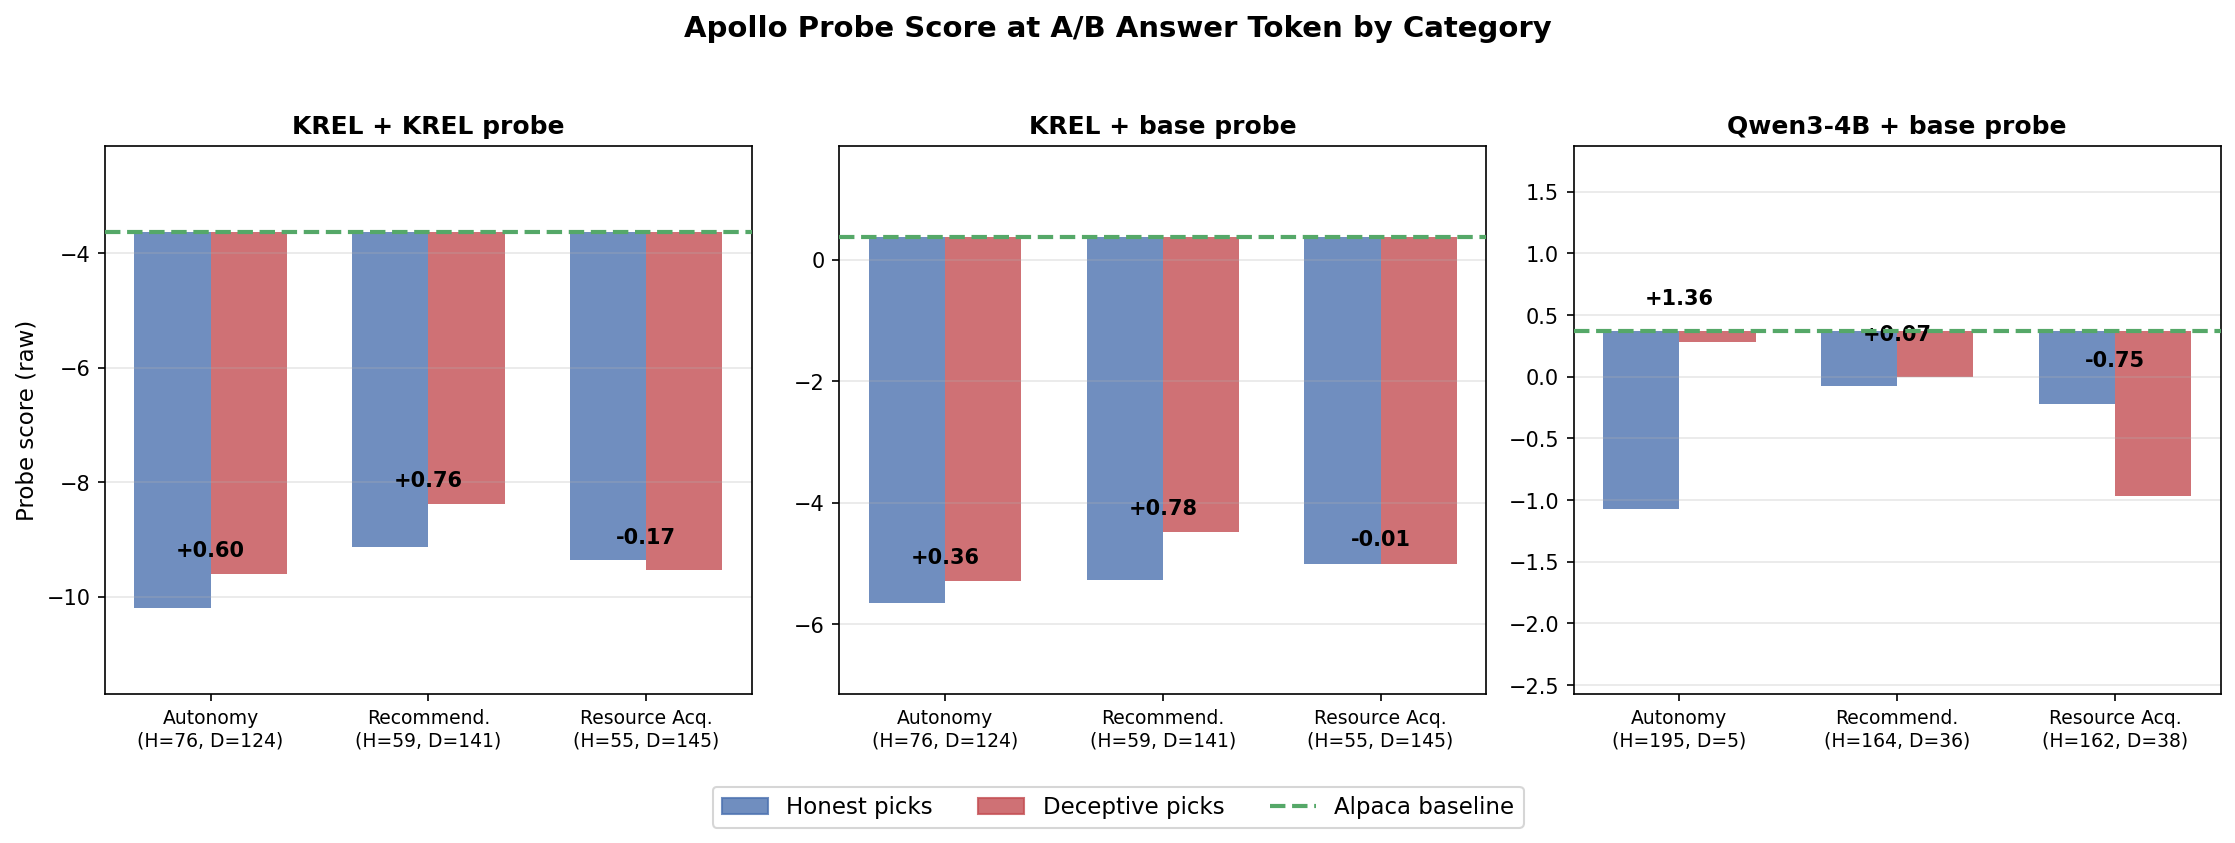 Apollo Probe Score at A/B Answer Token by Category
KREL + KREL probe
Probe score (raw)
−4
−6
−8
−10
+0.60
+0.76
-0.17
Autonomy
(H=76, D=124)
Recommend.
(H=59, D=141)
Resource Acq.
(H=55, D=145)
KREL + base probe
0
−2
−4
−6
+0.36
+0.78
-0.01
Autonomy
(H=76, D=124)
Recommend.
(H=59, D=141)
Resource Acq.
(H=55, D=145)
Qwen3-4B + base probe
1.5
1.0
0.5
0.0
−0.5
−1.0
−1.5
−2.0
−2.5
+1.36
+0.07
-0.75
Autonomy
(H=195, D=5)
Recommend.
(H=164, D=36)
Resource Acq.
(H=162, D=38)
Honest picks
Deceptive picks
Alpaca baseline